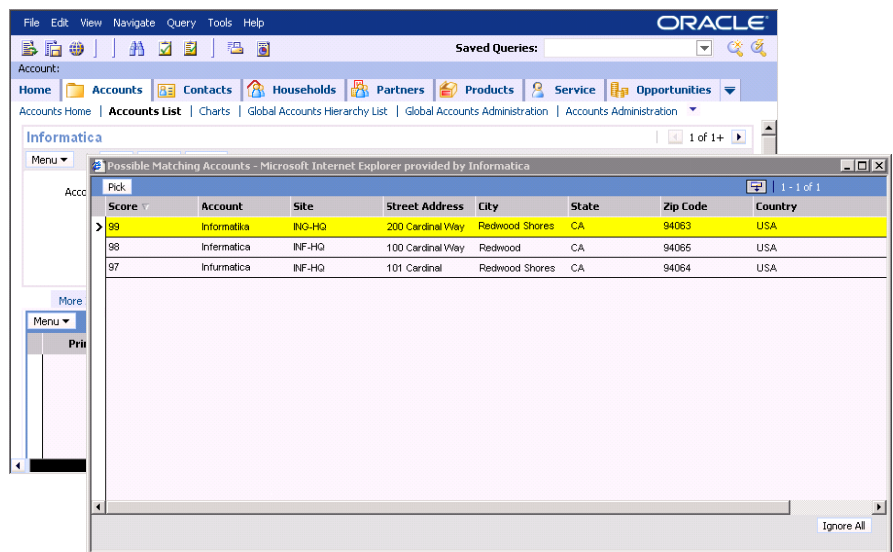 File Edit View Navigate Query Tools Help ORACLE
Saved Queries:
Account:
Home Accounts Contacts Households Partners Products Service Opportunities
Accounts Home | Accounts List | Charts | Global Accounts Hierarchy List | Global Accounts Administration | Accounts Administration
Informatica 1 of 1+
Menu
Possible Matching Accounts - Microsoft Internet Explorer provided by Informatica
Acco
Pick 1 - 1 of 1
Score Account Site Street Address City State Zip Code Country
99 Informatika ING-HQ 200 Cardinal Way Redwood Shores CA 94063 USA
98 Infermatica INF-HQ 100 Cardinal Way Redwood CA 94065 USA
97 Infurmatica INF-HQ 101 Cardinal Redwood Shores CA 94064 USA
More
Menu
Pri
Ignore All